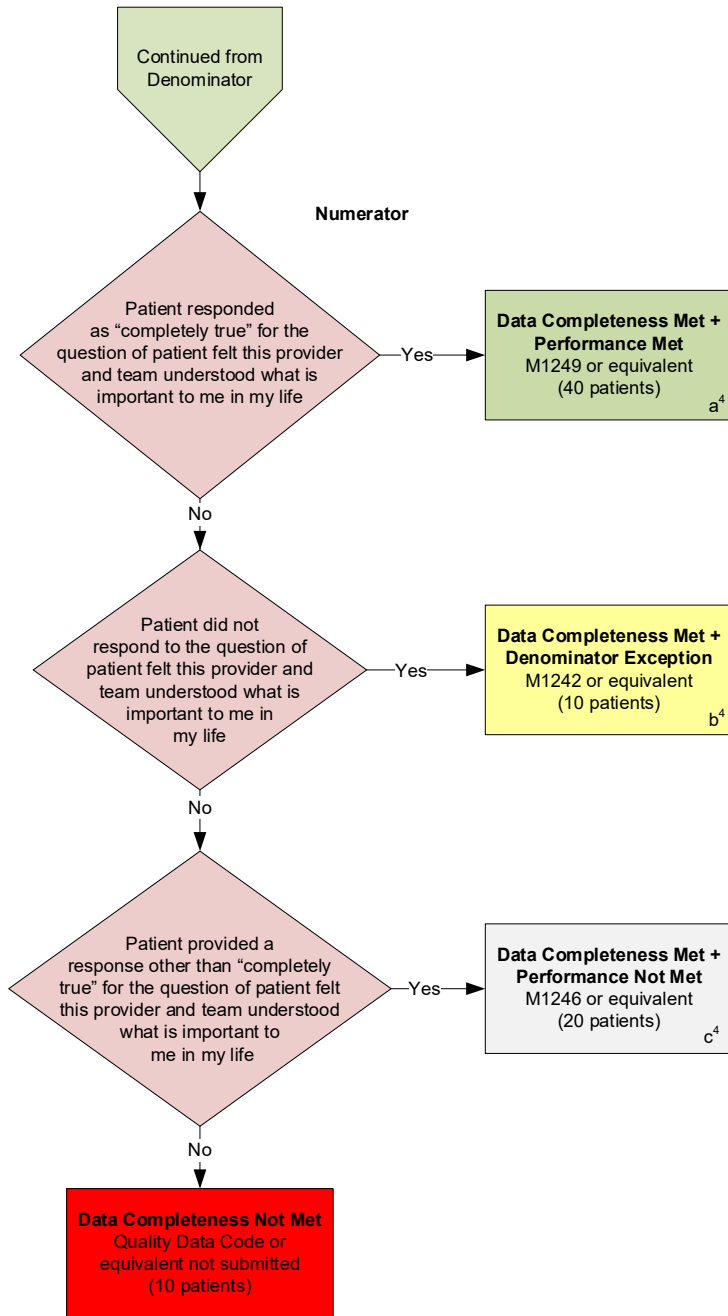 Continued from
Denominator
Numerator
Patient responded
as “completely true” for the
question of patient felt this provider
and team understood what is
important to me in my life
Yes
Data Completeness Met +
Performance Met
M1249 or equivalent
(40 patients)
a4
No
Patient did not
respond to the question of
patient felt this provider and
team understood what is
important to me in
my life
Yes
Data Completeness Met +
Denominator Exception
M1242 or equivalent
(10 patients)
b4
No
Patient provided a
response other than “completely
true” for the question of patient felt
this provider and team understood
what is important to
me in my life
Yes
Data Completeness Met +
Performance Not Met
M1246 or equivalent
(20 patients)
c4
No
Data Completeness Not Met
Quality Data Code or
equivalent not submitted
(10 patients)